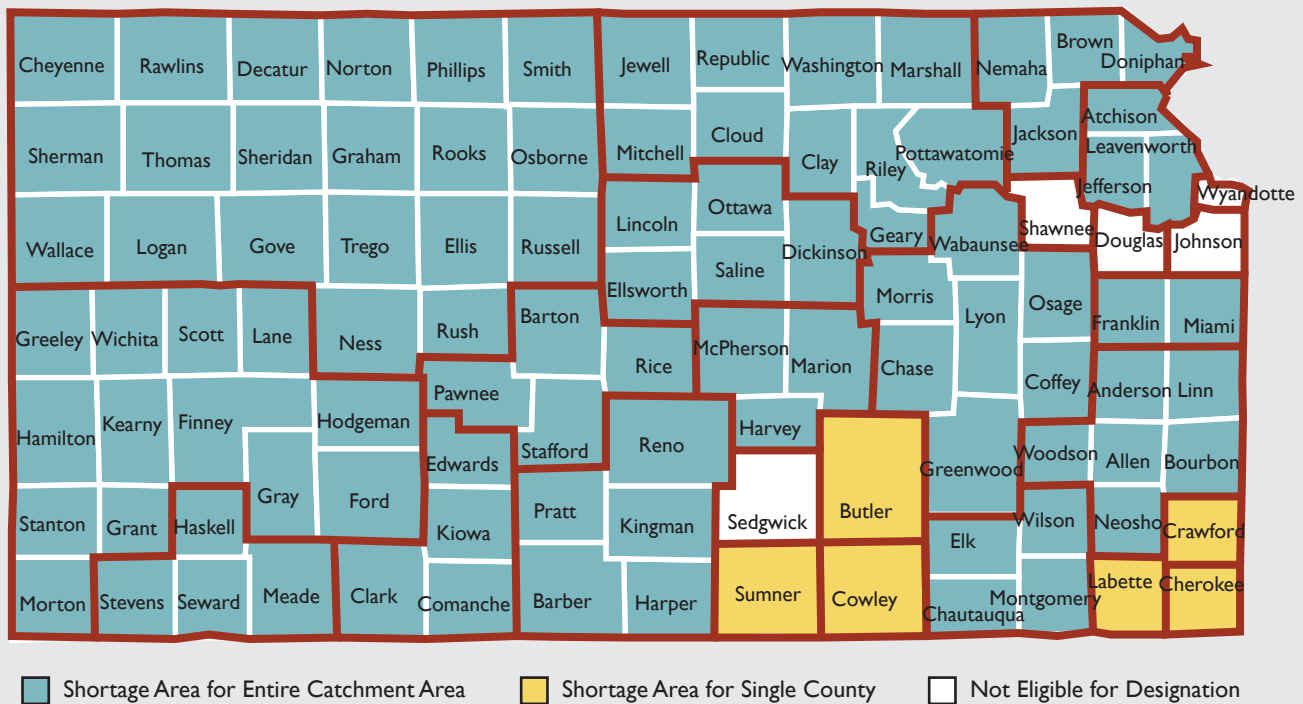 Cheyenne
Rawlins
Decatur
Norton
Phillips
Smith
Jewell
Republic
Washington
Marshall
Nemaha
Brown
Doniphan
Sherman
Thomas
Sheridan
Graham
Rooks
Osborne
Mitchell
Cloud
Clay
Riley
Pottawatomie
Jackson
Atchison
Leavenworth
Jefferson
Wyandotte
Wallace
Logan
Gove
Trego
Ellis
Russell
Lincoln
Ottawa
Saline
Dickinson
Geary
Wabaunsee
Shawnee
Douglas
Johnson
Ellsworth
Morris
Lyon
Osage
Franklin
Miami
Greeley
Wichita
Scott
Lane
Ness
Rush
Barton
Rice
McPherson
Marion
Chase
Coffey
Anderson
Linn
Hamilton
Kearny
Finney
Hodgeman
Pawnee
Edwards
Stafford
Reno
Harvey
Greenwood
Woodson
Allen
Bourbon
Stanton
Grant
Haskell
Gray
Ford
Kiowa
Pratt
Kingman
Sedgwick
Butler
Elk
Wilson
Neosho
Crawford
Morton
Stevens
Seward
Meade
Clark
Comanche
Barber
Harper
Sumner
Cowley
Chautauqua
Montgomery
Labette
Cherokee
Shortage Area for Entire Catchment Area
Shortage Area for Single County
Not Eligible for Designation